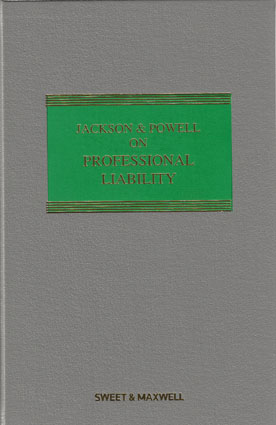 JACKSON & POWELL
ON
PROFESSIONAL
LIABILITY
SWEET & MAXWELL